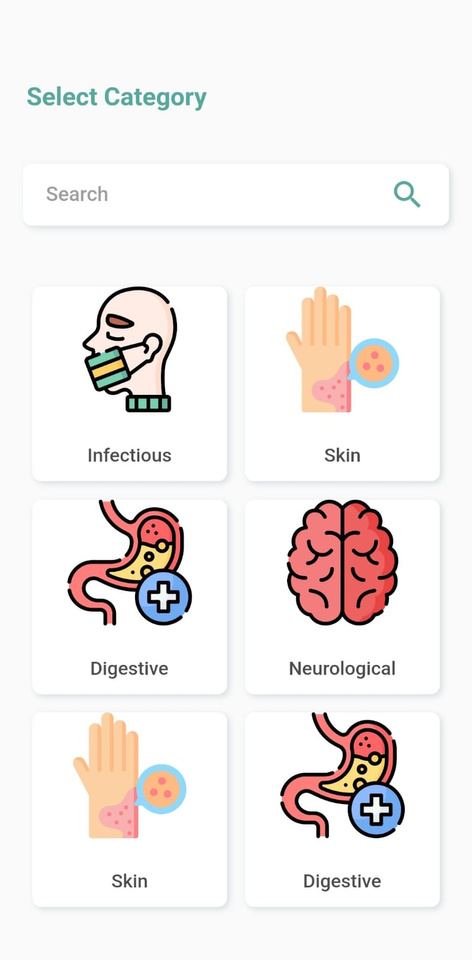 Select Category
Search
Infectious
Skin
Digestive
Neurological
Skin
Digestive